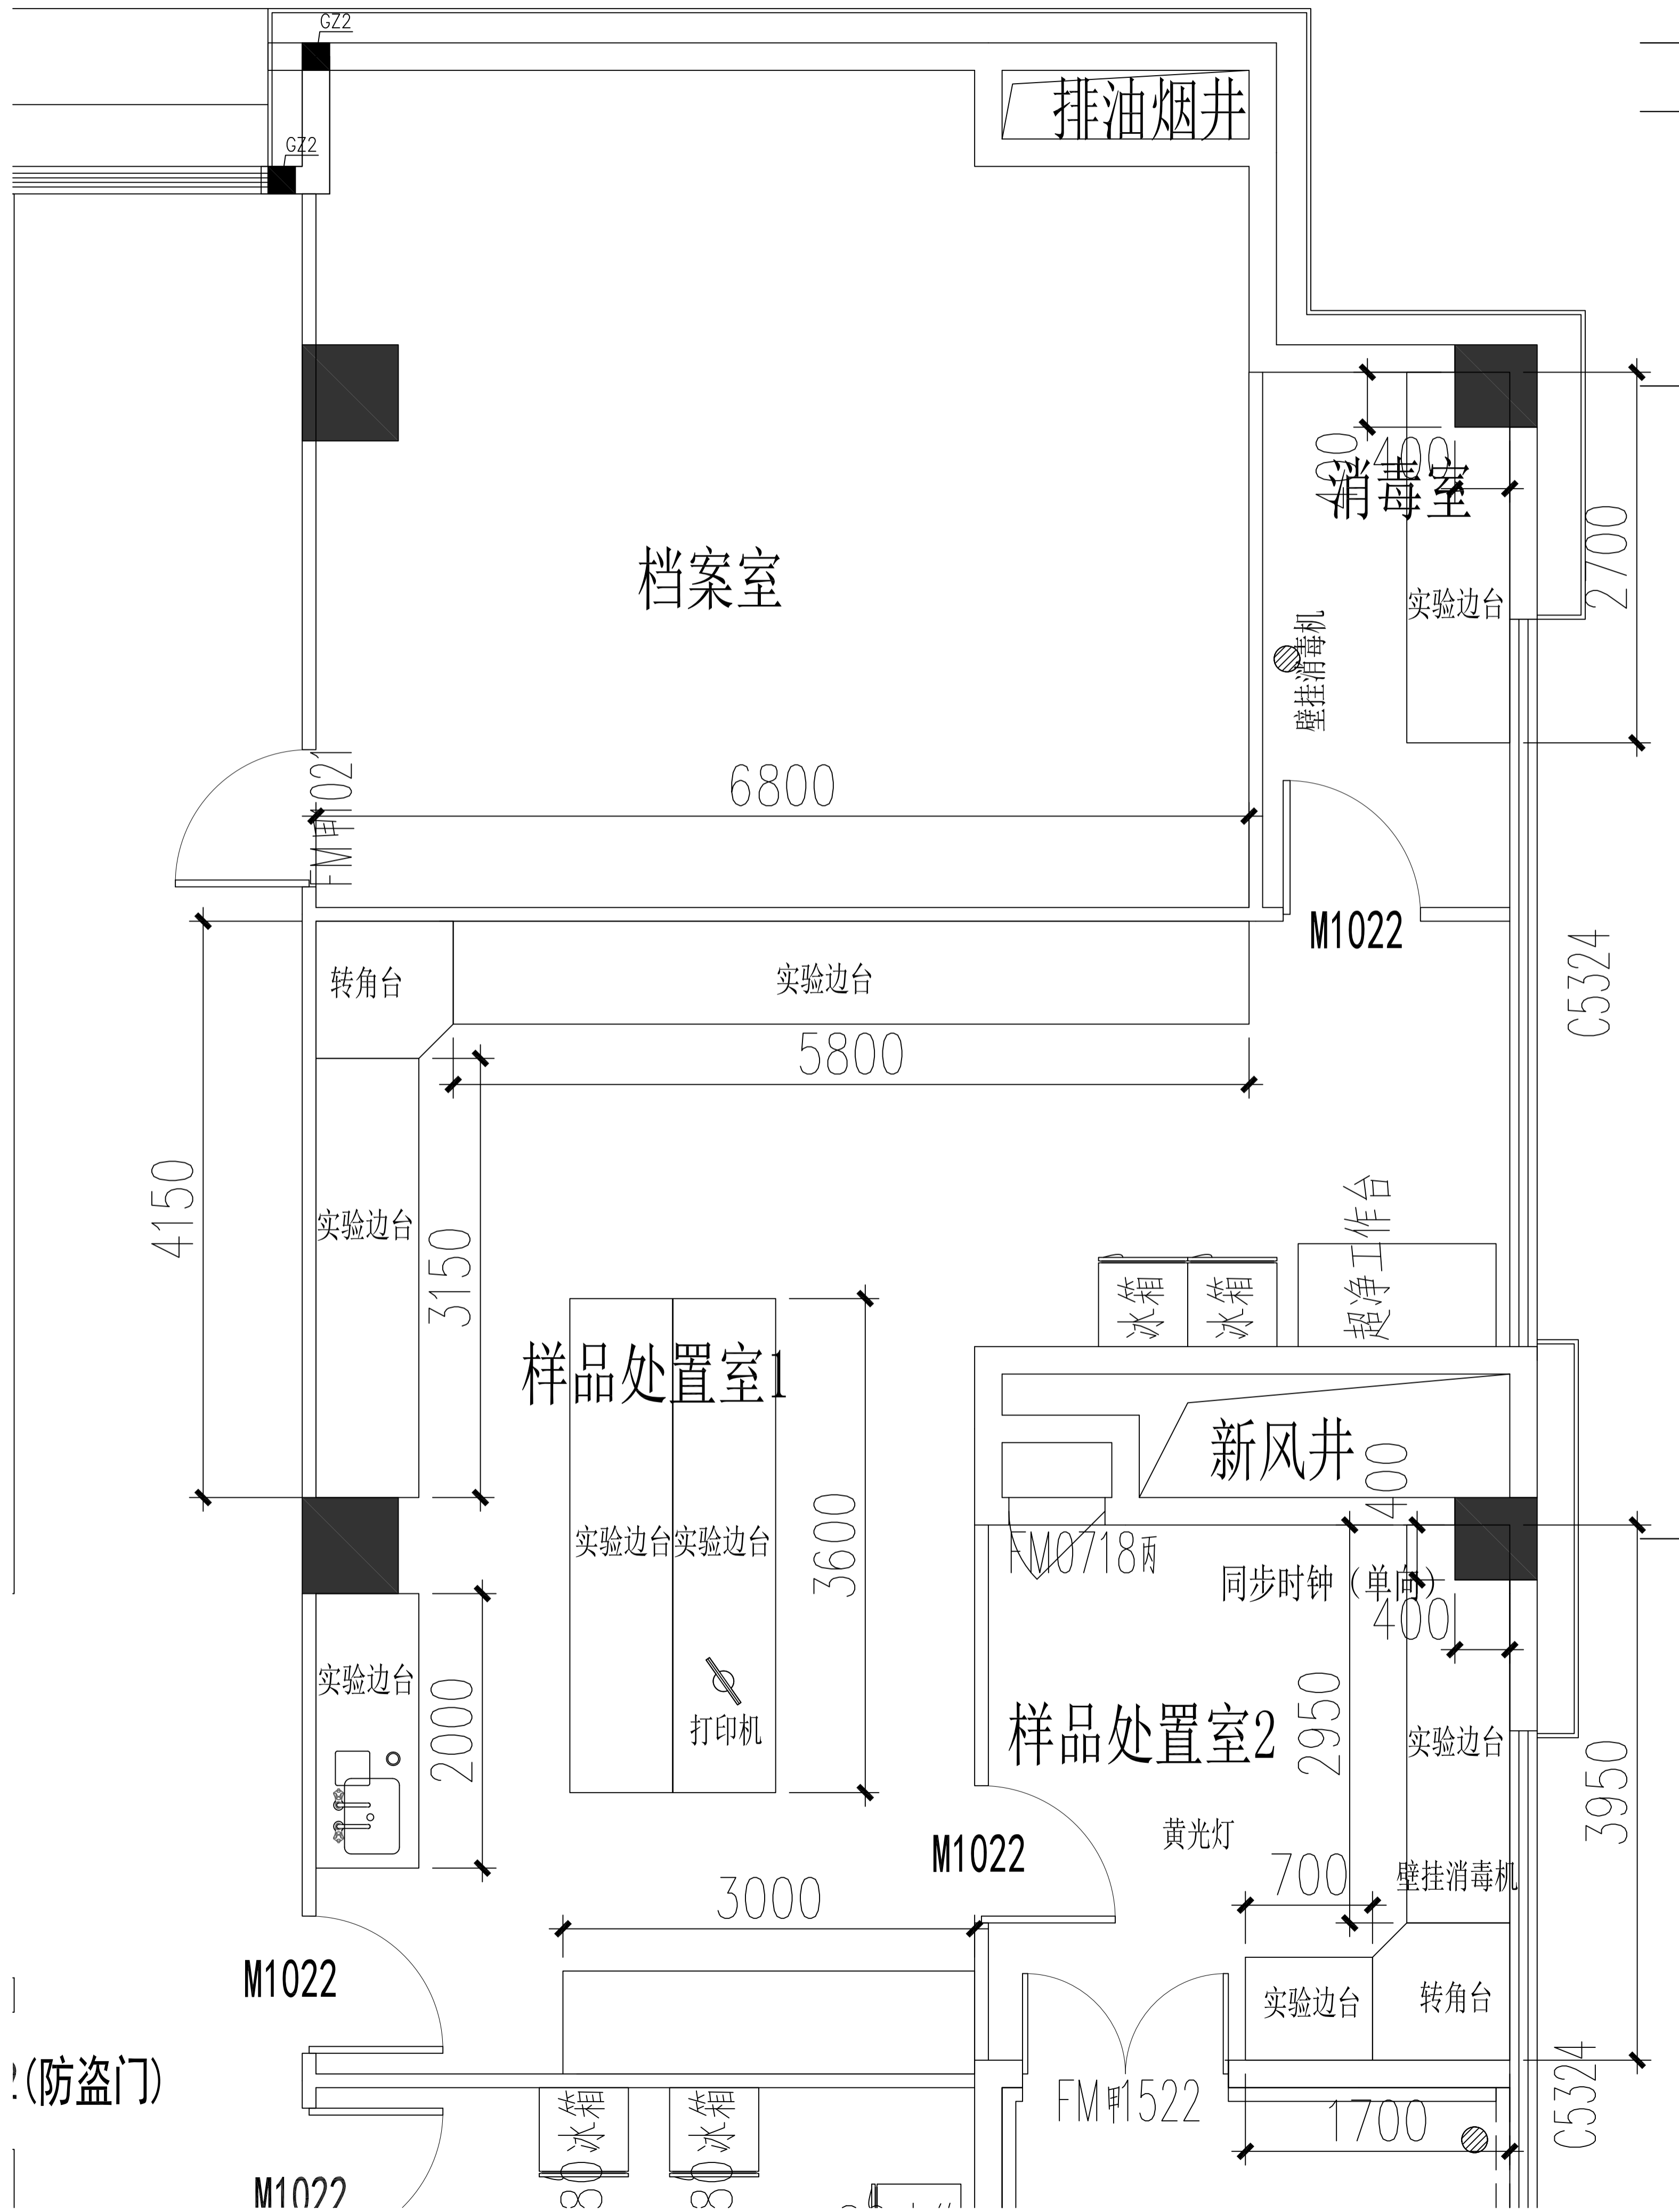 GZ2
GZ2
排油烟井
400
400
消毒室
2700
实验边台
档案室
壁挂消毒机
FM甲1021
6800
M1022
C5324
转角台
实验边台
5800
4150
实验边台
3150
超净工作台
冰箱
冰箱
样品处置室1
新风井
400
实验边台
实验边台
3600
FM0718丙
同步时钟（单向）
400
实验边台
2000
打印机
样品处置室2
2950
实验边台
3950
黄光灯
M1022
700
壁挂消毒机
3000
M1022
实验边台
转角台
(防盗门)
FM甲1522
1700
C5324
冰箱
冰箱
M1022